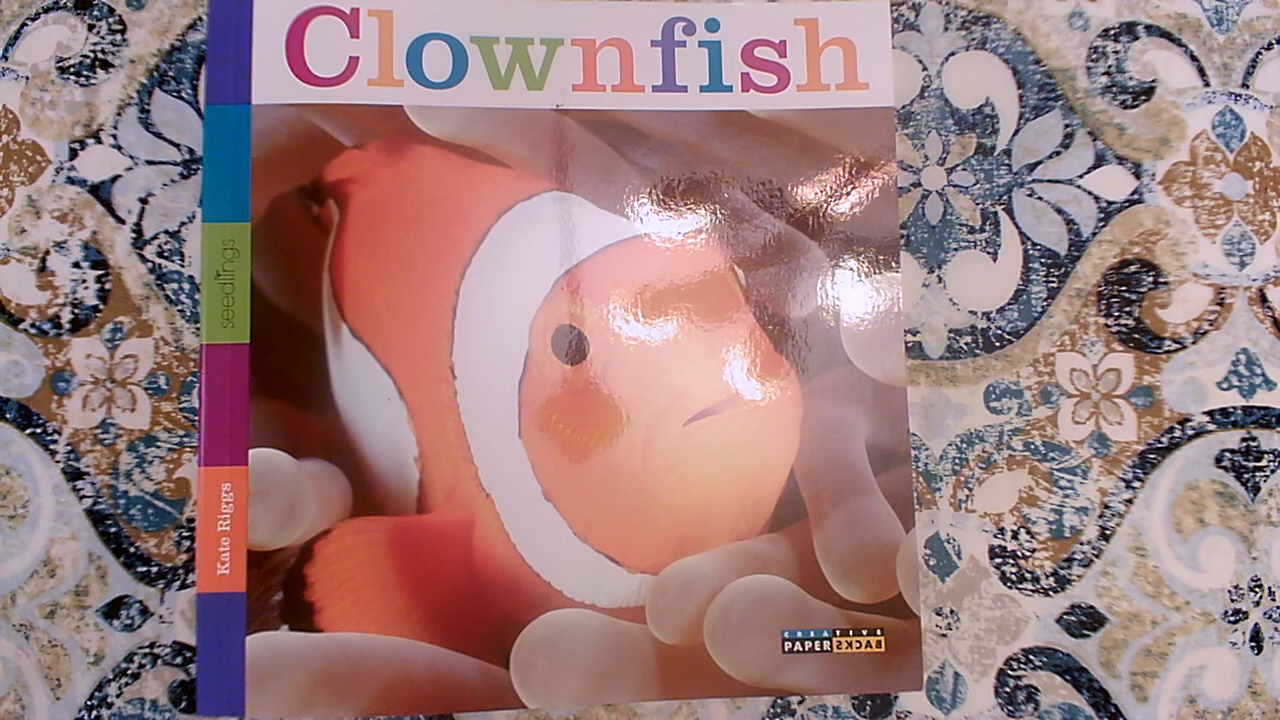 Clownfish
seedlings
Kate Riggs
CREATIVE
PAPERBACKS